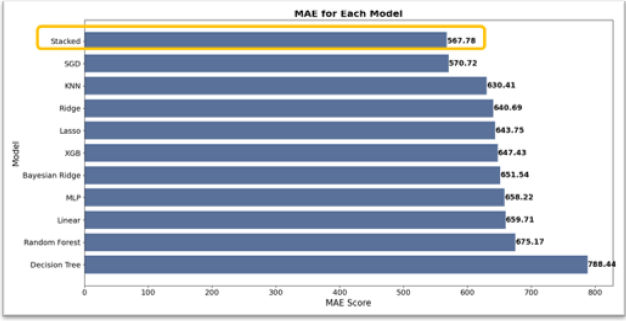 MAE for Each Model
Model
Stacked 567.78
SGD 570.72
KNN 630.41
Ridge 640.69
Lasso 643.75
XGB 647.43
Bayesian Ridge 651.54
MLP 658.22
Linear 659.71
Random Forest 675.17
Decision Tree 788.44
0 100 200 300 400 500 600 700 800
MAE Score